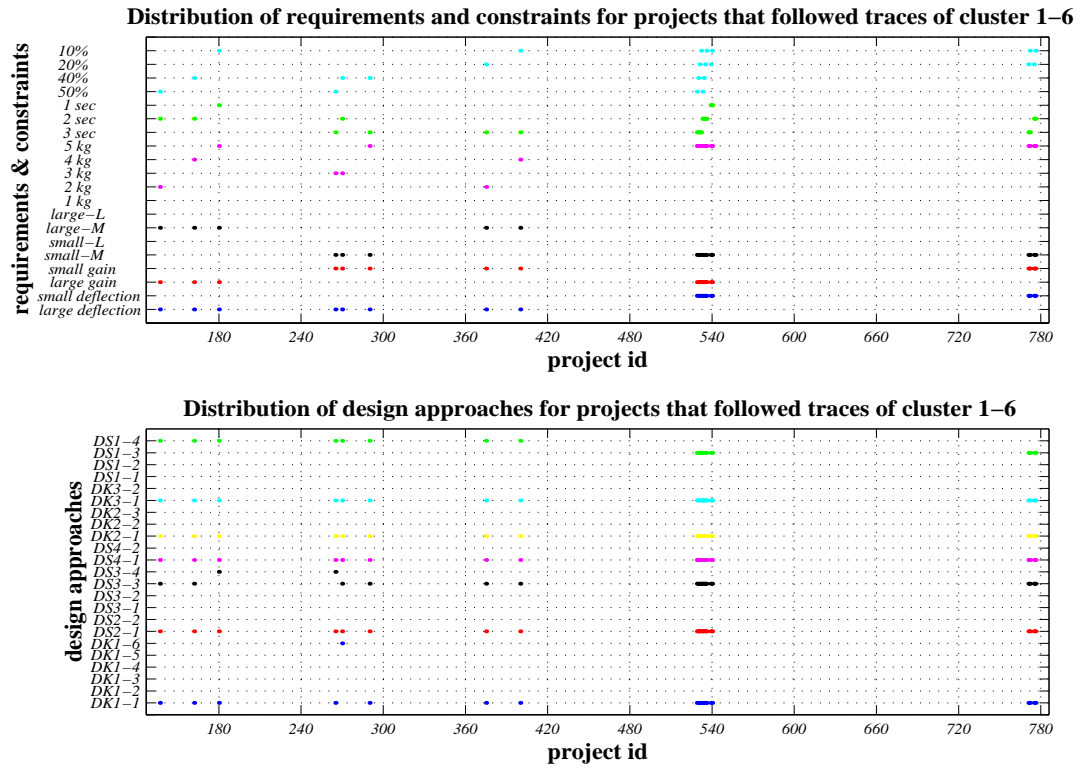 Distribution of requirements and constraints for projects that followed traces of cluster 1−6
requirements & constraints
10%
20%
40%
50%
1 sec
2 sec
3 sec
5 kg
4 kg
3 kg
2 kg
1 kg
large−L
large−M
small−L
small−M
small gain
large gain
small deflection
large deflection
180 240 300 360 420 480 540 600 660 720 780
project id
Distribution of design approaches for projects that followed traces of cluster 1−6
design approaches
DS1−4
DS1−3
DS1−2
DS1−1
DK3−2
DK3−1
DK2−3
DK2−2
DK2−1
DS4−2
DS4−1
DS3−4
DS3−3
DS3−2
DS3−1
DS2−2
DS2−1
DK1−6
DK1−5
DK1−4
DK1−3
DK1−2
DK1−1
180 240 300 360 420 480 540 600 660 720 780
project id